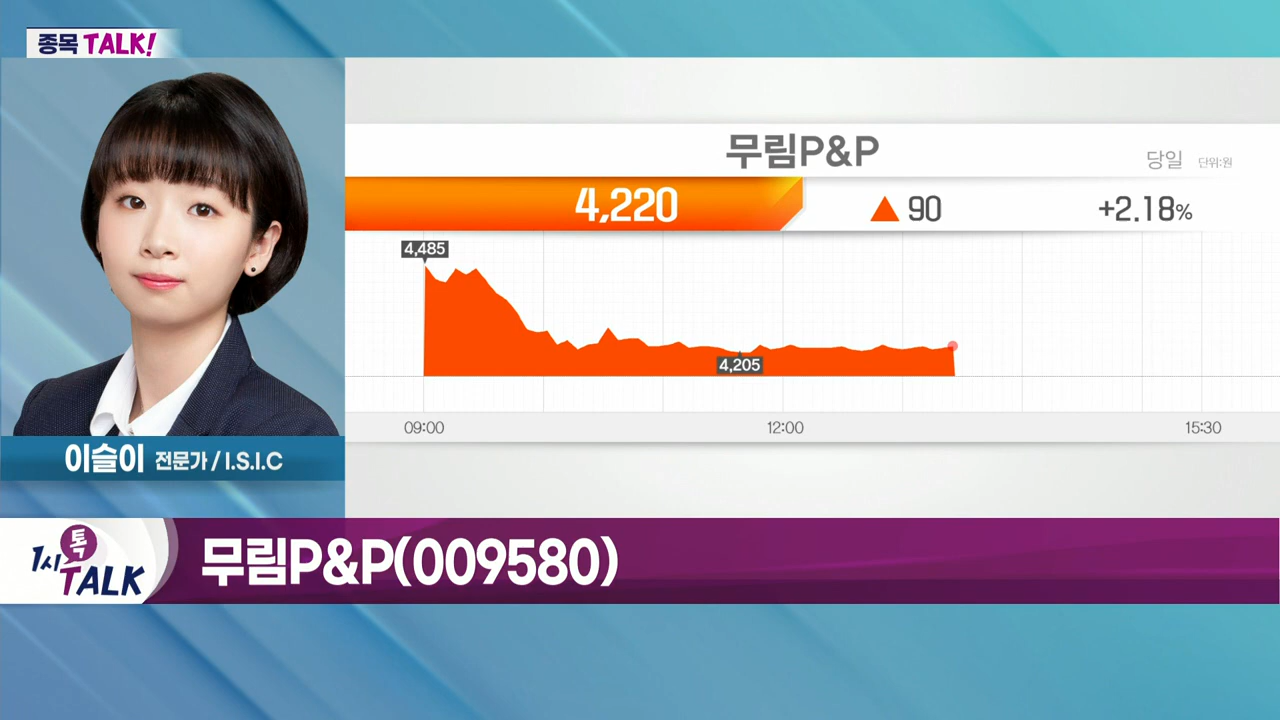 종목 TALK!
무림P&P
당일 단위:원
4,220 ▲ 90 +2.18%
4,485
4,205
09:00 12:00 15:30
이슬이 전문가 / I.S.I.C
1시 톡 TALK
무림P&P(009580)